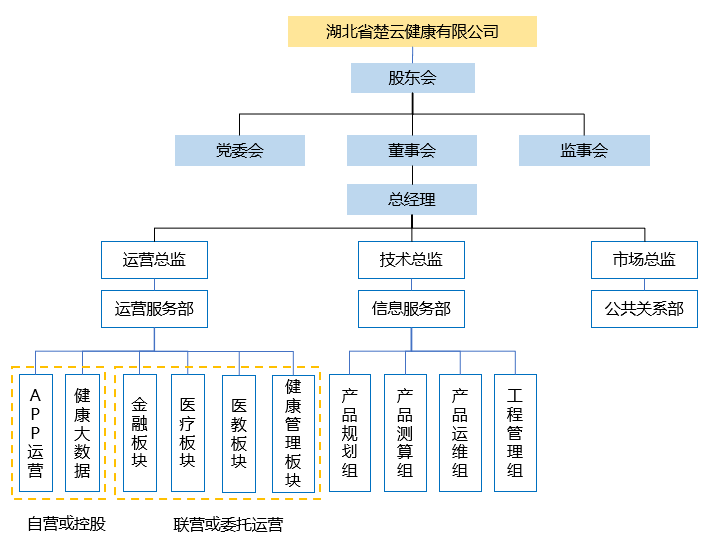 湖北省楚云健康有限公司
股东会
党委会
董事会
监事会
总经理
运营总监
技术总监
市场总监
运营服务部
信息服务部
公共关系部
APP运营
健康大数据
金融板块
医疗板块
医教板块
健康管理板块
产品规划组
产品测算组
产品运维组
工程管理组
自营或控股
联营或委托运营